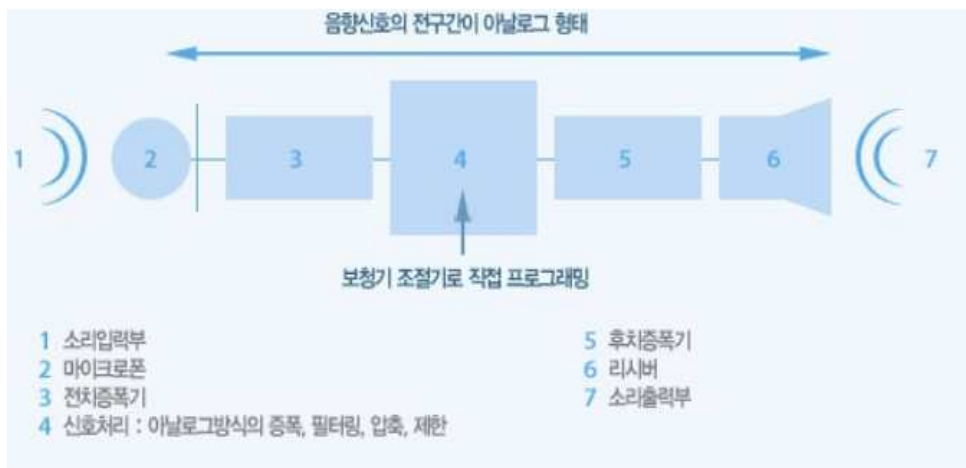 음향신호의 전구간이 아날로그 형태
1
2
3
4
5
6
7
보청기 조절기로 직접 프로그래밍
1 소리입력부
2 마이크로폰
3 전치증폭기
4 신호처리 : 아날로그방식의 증폭, 필터링, 압축, 제한
5 후치증폭기
6 리시버
7 소리출력부